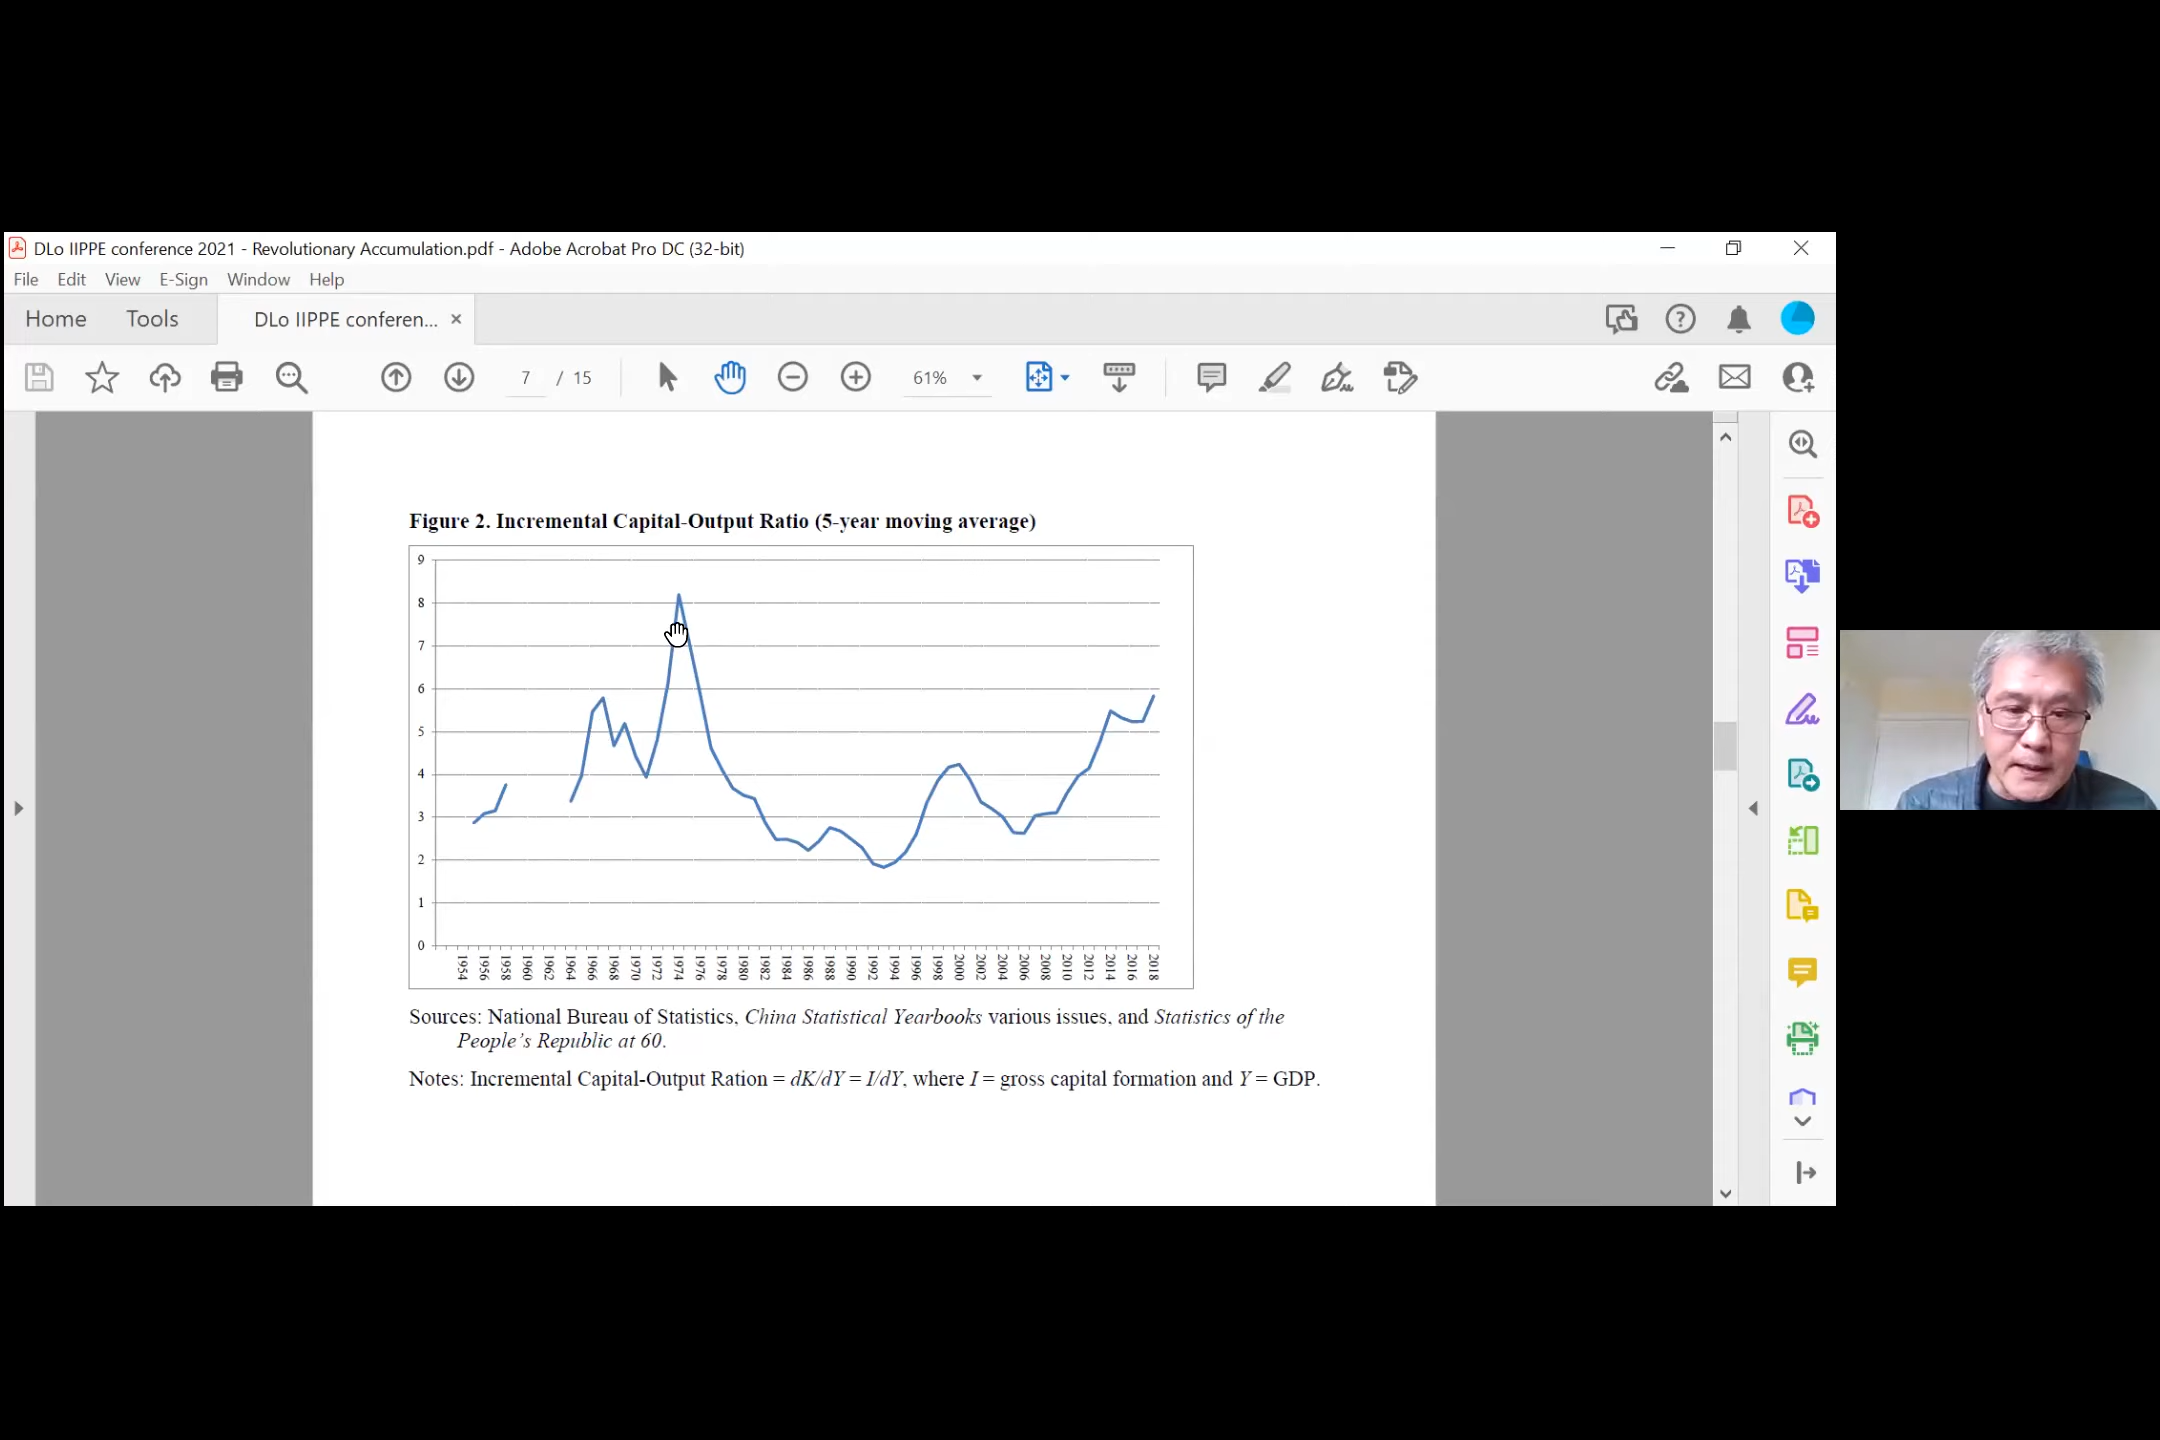 DLo IIPPE conference 2021 - Revolutionary Accumulation.pdf - Adobe Acrobat Pro DC (32-bit)
File Edit View E-Sign Window Help
Home Tools DLo IIPPE conferen... ×
7 / 15 61%
Figure 2. Incremental Capital-Output Ratio (5-year moving average)
9
8
7
6
5
4
3
2
1
0
1954 1956 1958 1960 1962 1964 1966 1968 1970 1972 1974 1976 1978 1980 1982 1984 1986 1988 1990 1992 1994 1996 1998 2000 2002 2004 2006 2008 2010 2012 2014 2016 2018
Sources: National Bureau of Statistics, China Statistical Yearbooks various issues, and Statistics of the
People's Republic at 60.
Notes: Incremental Capital-Output Ration = dK/dY = I/dY, where I = gross capital formation and Y = GDP.